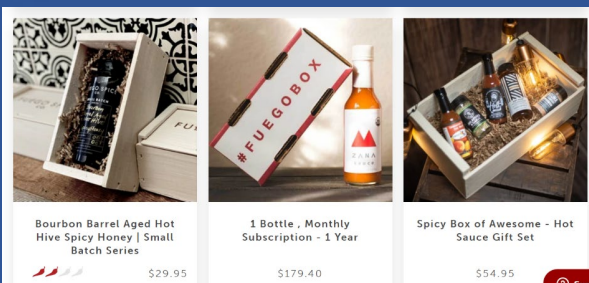 #FUEGOBOX
ZARA
Bourbon Barrel Aged Hot
Hive Spicy Honey | Small
Batch Series
$29.95
1 Bottle , Monthly
Subscription - 1 Year
$179.40
Spicy Box of Awesome - Hot
Sauce Gift Set
$54.95